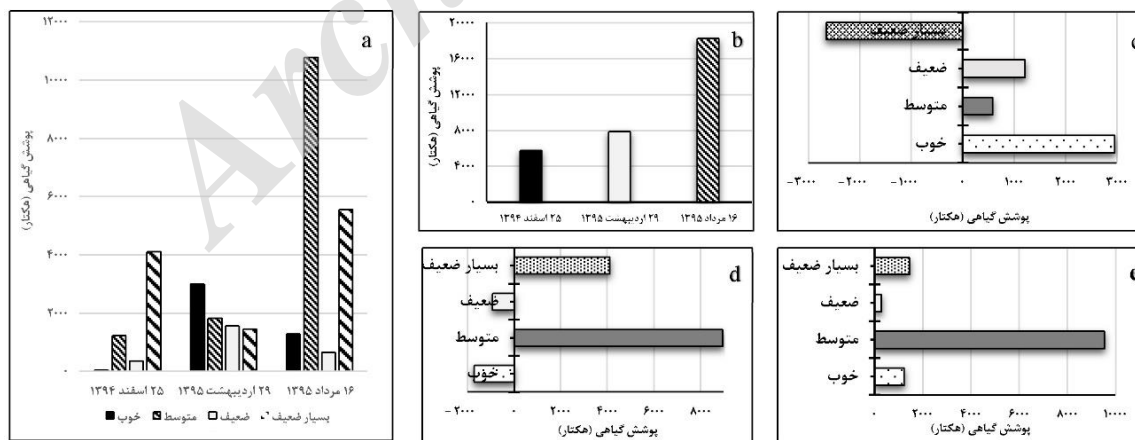 a
۱۲۰۰۰
۱۰۰۰۰
۸۰۰۰
۶۰۰۰
۴۰۰۰
۲۰۰۰
۰
پوشش گیاهی (هکتار)
۲۵ اسفند ۱۳۹۴
۲۹ اردیبهشت ۱۳۹۵
۱۶ مرداد ۱۳۹۵
خوب
متوسط
ضعیف
بسیار ضعیف
b
۲۰۰۰۰
۱۶۰۰۰
۱۲۰۰۰
۸۰۰۰
۴۰۰۰
۰
پوشش گیاهی (هکتار)
۲۵ اسفند ۱۳۹۴
۲۹ اردیبهشت ۱۳۹۵
۱۶ مرداد ۱۳۹۵
بسیار ضعیف
ضعیف
متوسط
خوب
-۳۰۰۰ -۲۰۰۰ -۱۰۰۰ ۰ ۱۰۰۰ ۲۰۰۰ ۳۰۰۰
پوشش گیاهی (هکتار)
d
بسیار ضعیف
ضعیف
متوسط
خوب
-۲۰۰۰ ۰ ۲۰۰۰ ۴۰۰۰ ۶۰۰۰ ۸۰۰۰
پوشش گیاهی (هکتار)
e
بسیار ضعیف
ضعیف
متوسط
خوب
۰ ۲۰۰۰ ۴۰۰۰ ۶۰۰۰ ۸۰۰۰ ۱۰۰۰۰
پوشش گیاهی (هکتار)